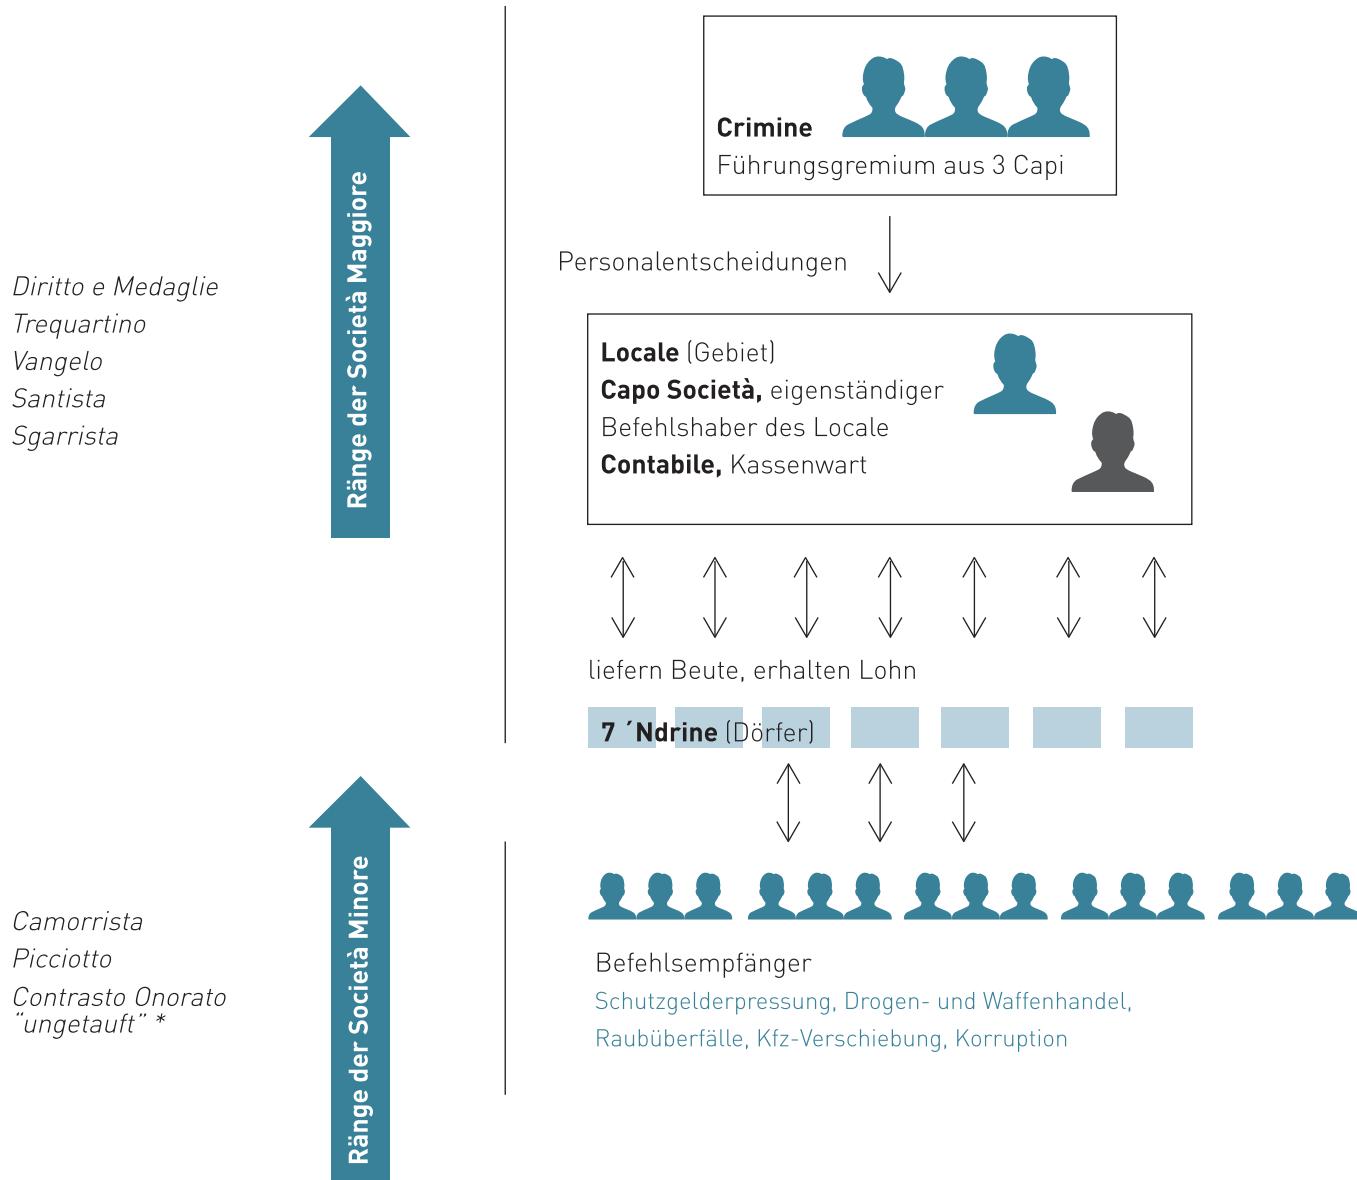 Crimine
Führungsgremium aus 3 Capi
Personalentscheidungen
Ränge der Società Maggiore
Diritto e Medaglie
Trequartino
Vangelo
Santista
Sgarrista
Locale (Gebiet)
Capo Società, eigenständiger
Befehlshaber des Locale
Contabile, Kassenwart
liefern Beute, erhalten Lohn
7 ´Ndrine (Dörfer)
Ränge der Società Minore
Camorrista
Picciotto
Contrasto Onorato
“ungetauft” *
Befehlsempfänger
Schutzgelderpressung, Drogen- und Waffenhandel,
Raubüberfälle, Kfz-Verschiebung, Korruption